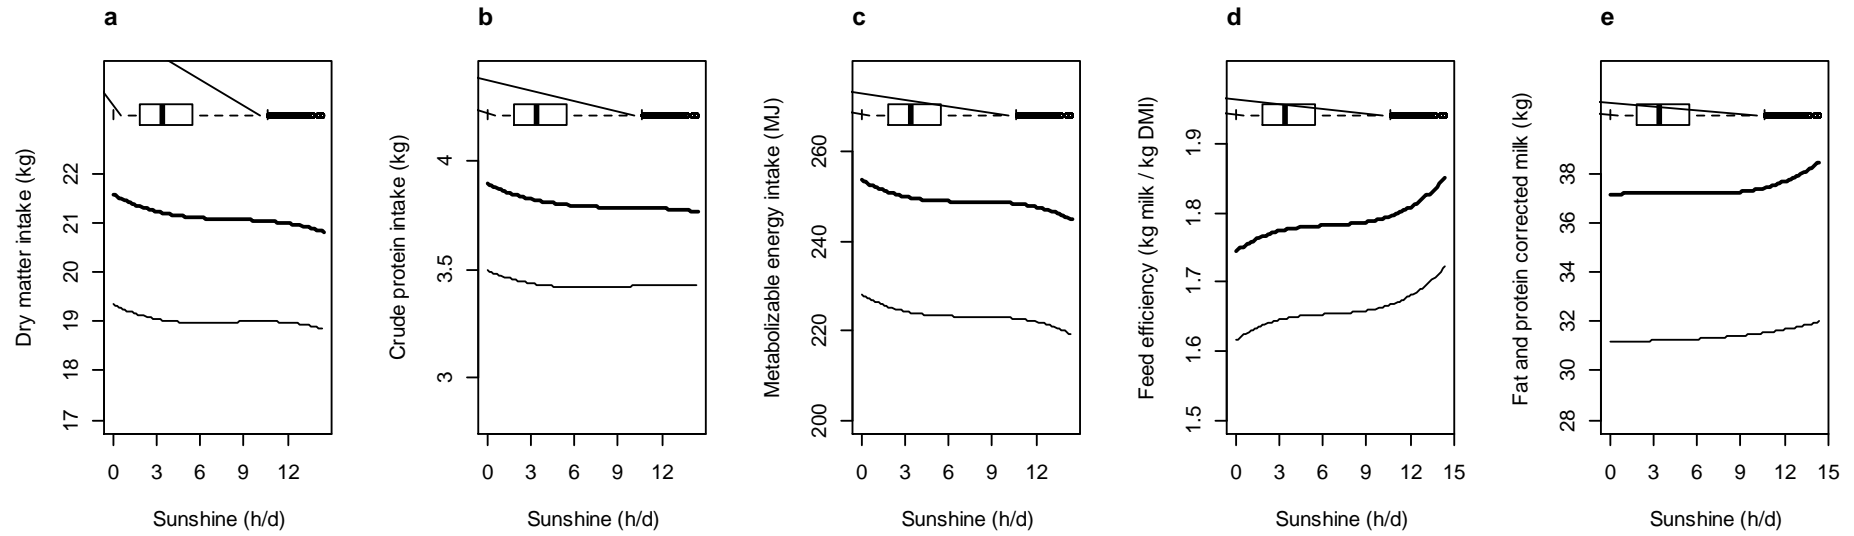 a
b
c
d
e
Dry matter intake (kg)
22
21
20
19
18
17
0 3 6 9 12
Sunshine (h/d)
Crude protein intake (kg)
4
3.5
3
0 3 6 9 12
Sunshine (h/d)
Metabolizable energy intake (MJ)
260
240
220
200
0 3 6 9 12
Sunshine (h/d)
Feed efficiency (kg milk / kg DMI)
1.9
1.8
1.7
1.6
1.5
0 3 6 9 12 15
Sunshine (h/d)
Fat and protein corrected milk (kg)
38
36
34
32
30
28
0 3 6 9 12 15
Sunshine (h/d)